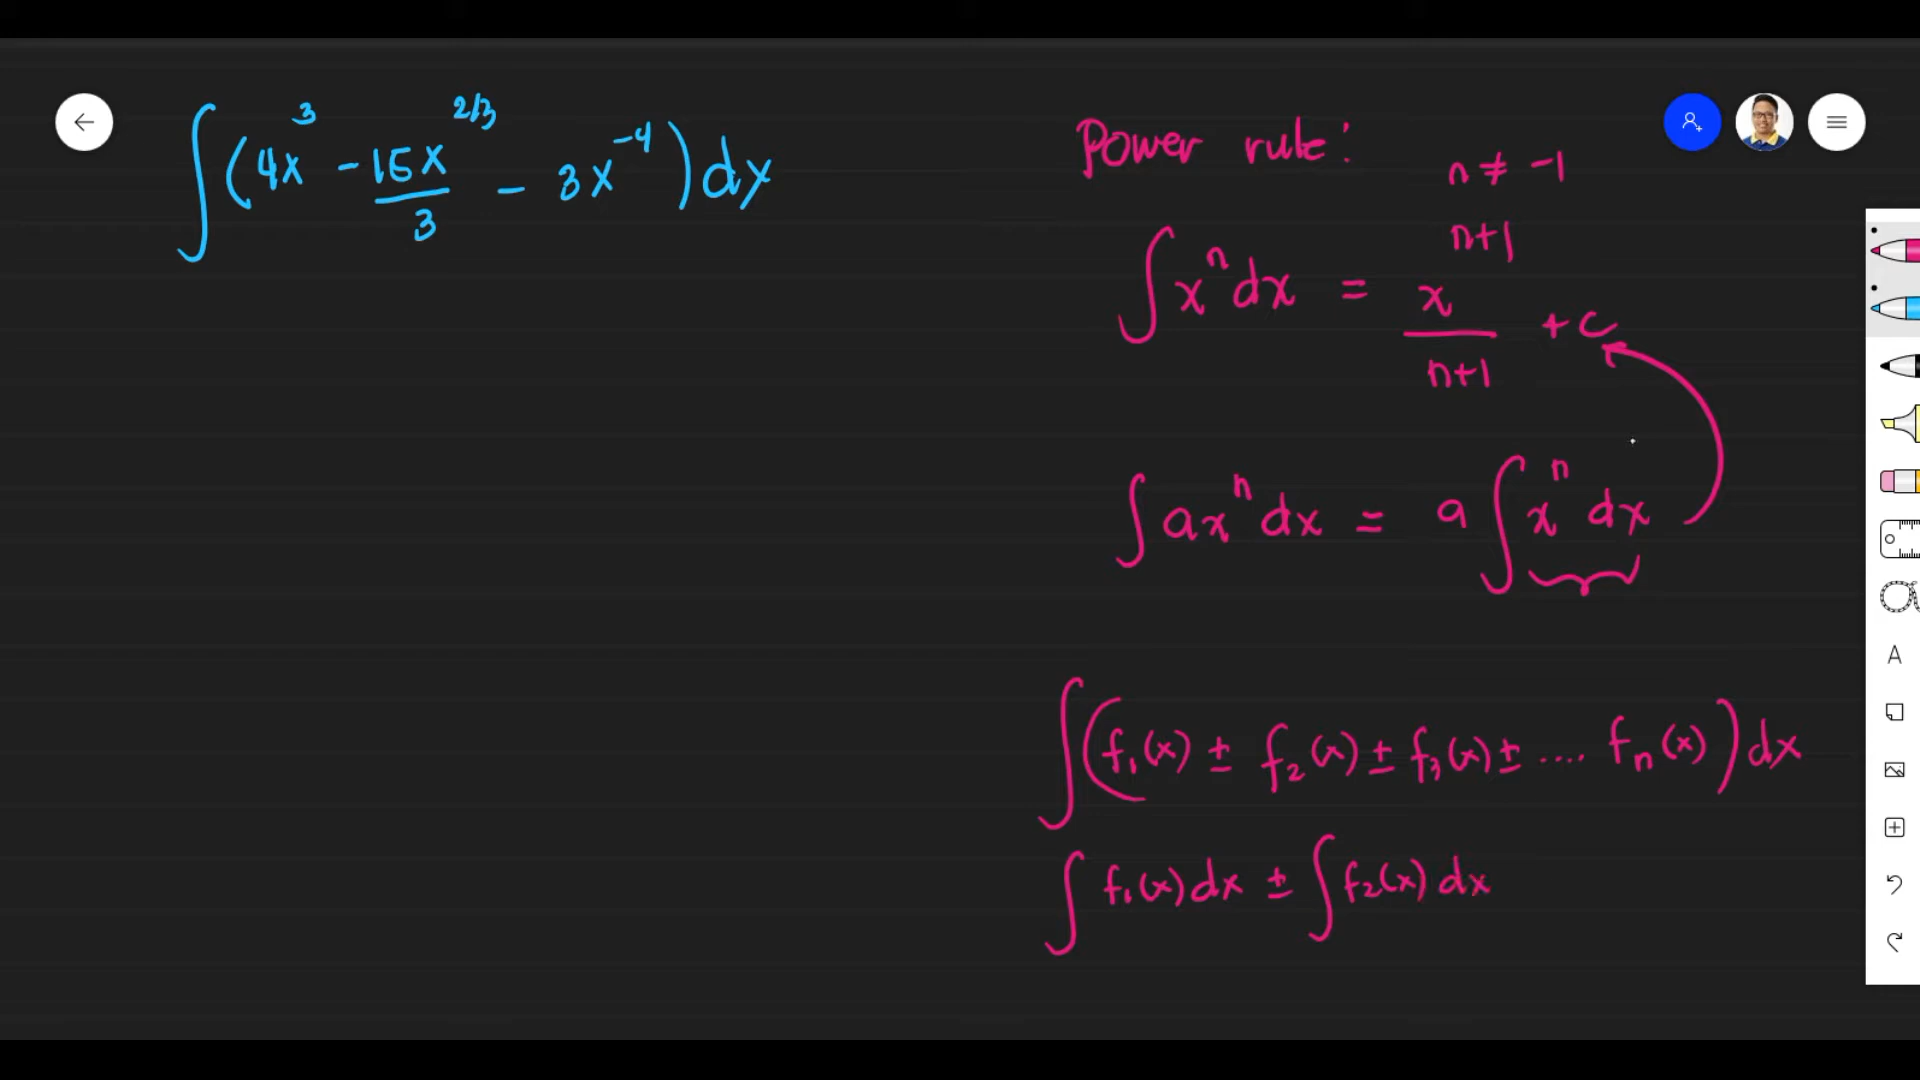 ∫(4x³ - 15x^(2/3)/3 - 3x⁻⁴)dx
Power rule:
n ≠ -1
∫xⁿdx = x^(n+1)/(n+1) + c
∫axⁿdx = a∫xⁿdx
∫(f₁(x) ± f₂(x) ± f₃(x) ± .... fₙ(x))dx
∫f₁(x)dx ± ∫f₂(x)dx
A